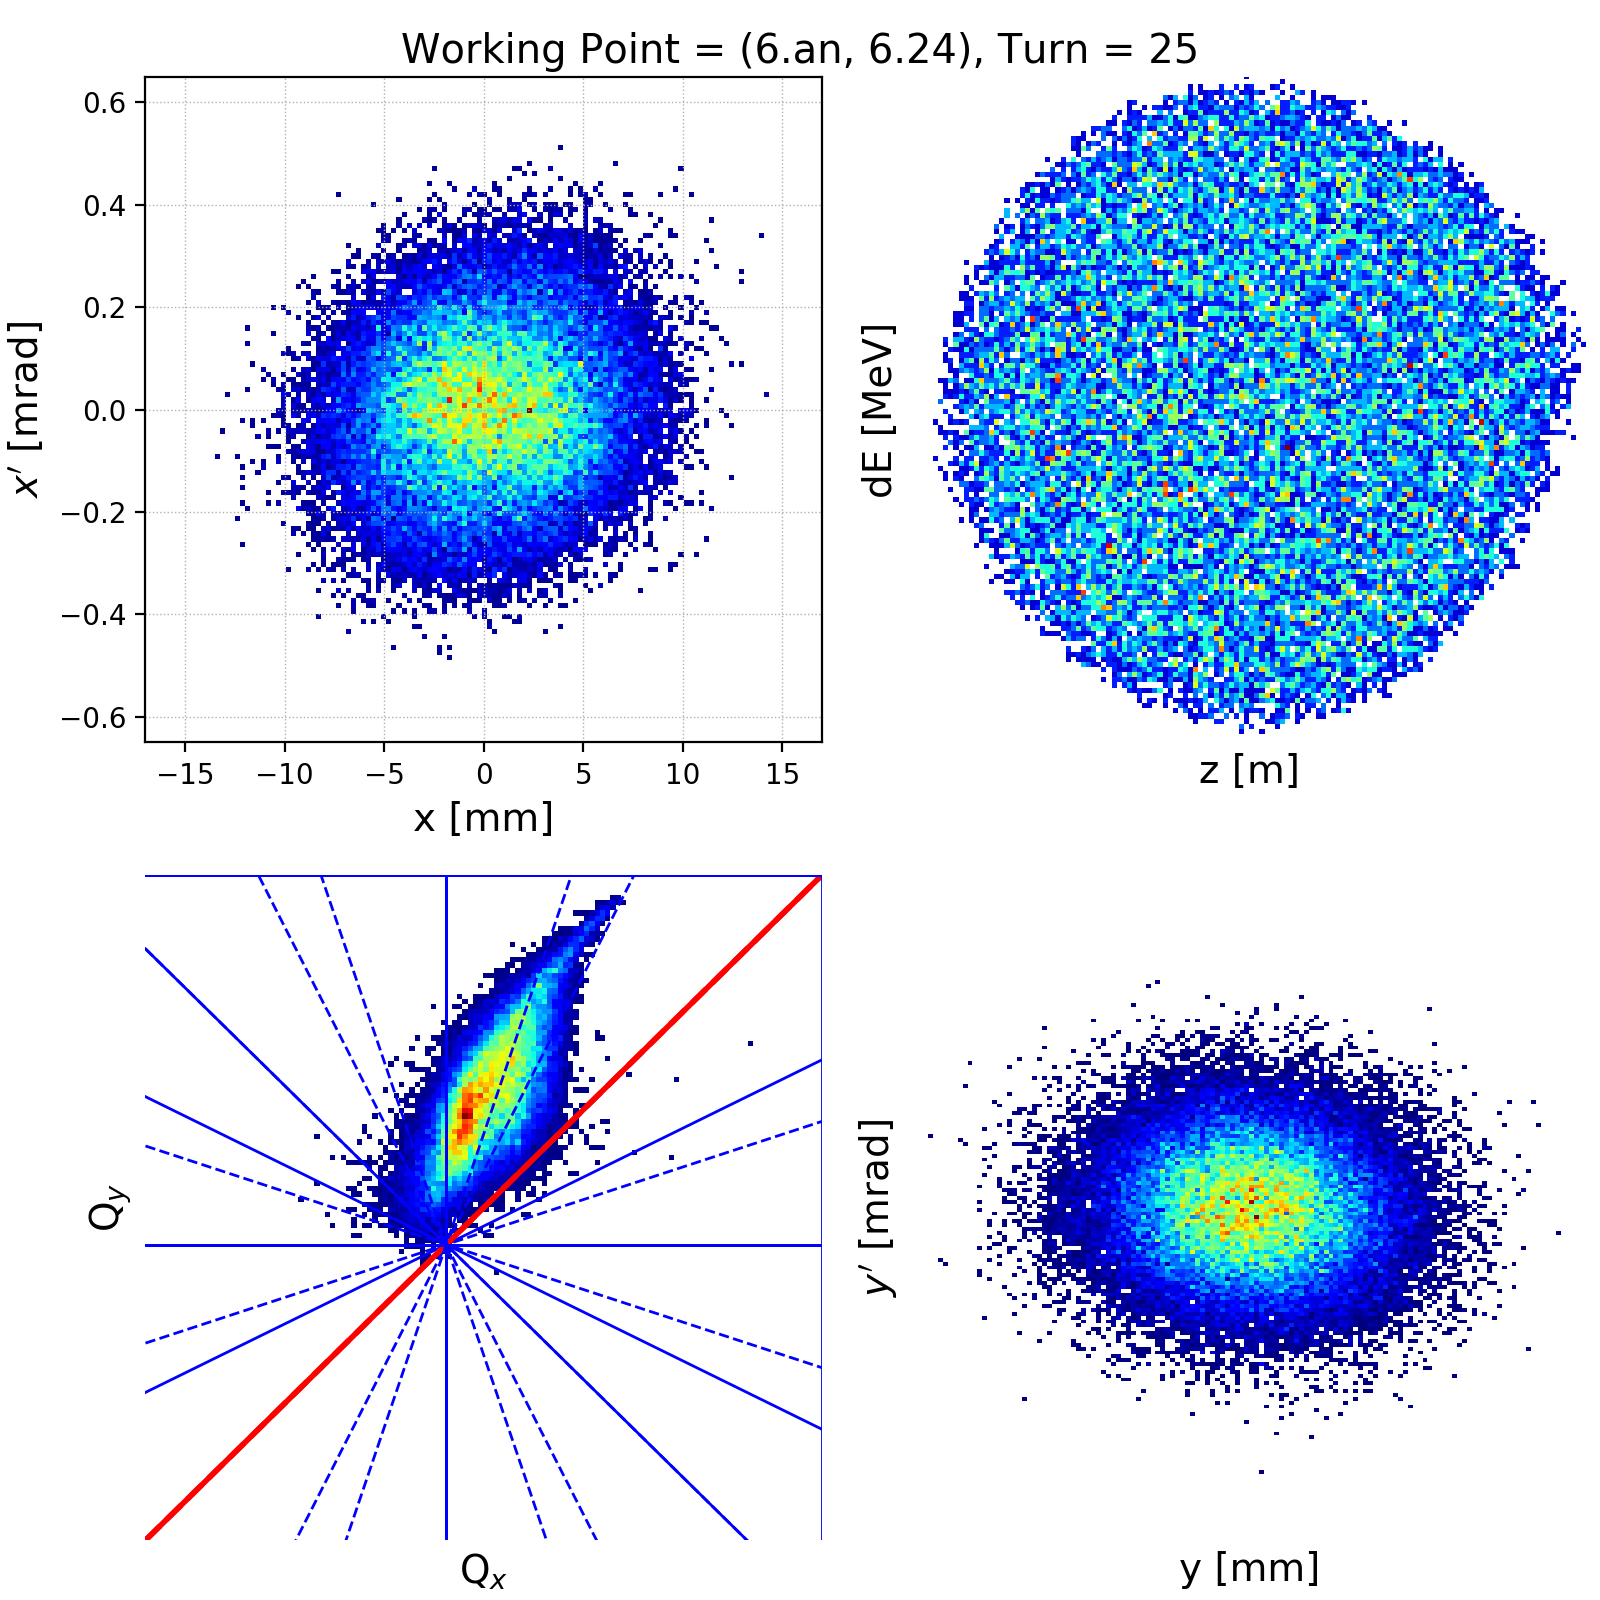 Working Point = (6.an, 6.24), Turn = 25
0.6
0.4
0.2
0.0
−0.2
−0.4
−0.6
x′ [mrad]
−15 −10 −5 0 5 10 15
x [mm]
dE [MeV]
z [m]
Qy
Qx
y′ [mrad]
y [mm]